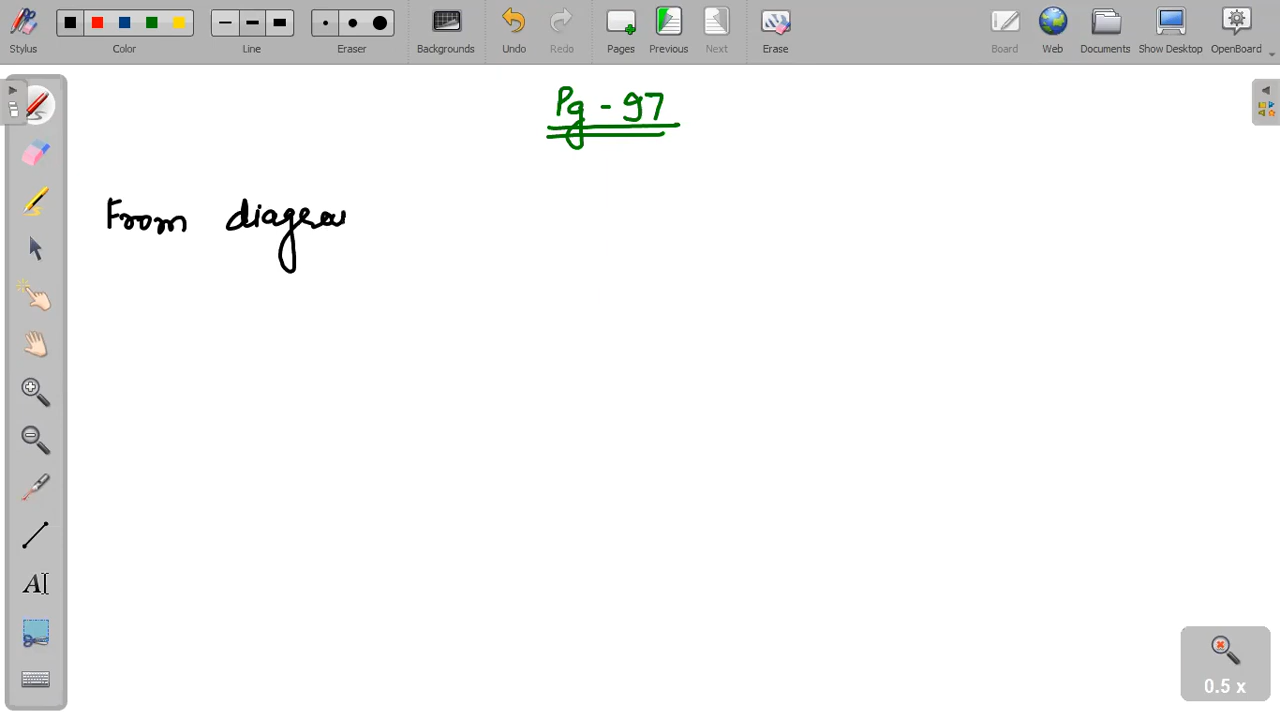 Stylus
Color
Line
Eraser
Backgrounds
Undo
Redo
Pages
Previous
Next
Erase
Board
Web
Documents
Show Desktop
OpenBoard
Pg - 97
From
0.5 x